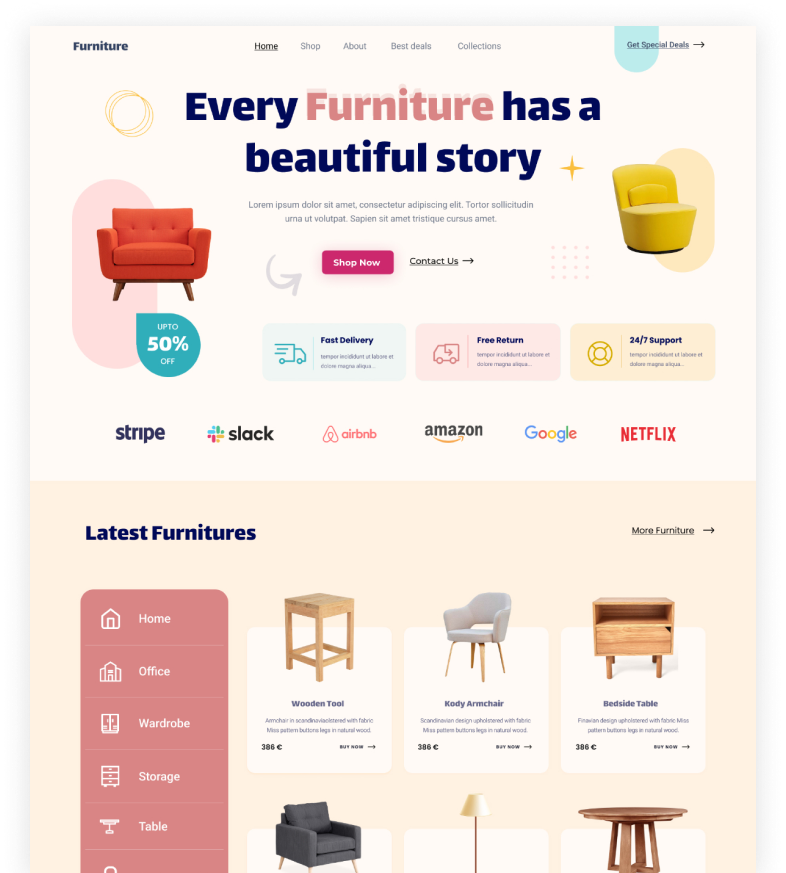 Furniture
Home Shop About Best deals Collections Get Special Deals
Every Furniture has a
beautiful story
Lorem ipsum dolor sit amet, consectetur adipiscing elit. Tortor sollicitudin
urna ut volutpat. Sapien sit amet tristique cursus amet.
Shop Now
Contact Us
UPTO
50%
OFF
Fast Delivery
tempor incididunt ut labore et
dolore magna aliqua...
Free Return
tempor incididunt ut labore et
dolore magna aliqua...
24/7 Support
tempor incididunt ut labore et
dolore magna aliqua...
stripe
slack
airbnb
amazon
Google
NETFLIX
Latest Furnitures
More Furniture
Home
Office
Wardrobe
Storage
Table
Wooden Tool
Armchair in scandinaviaolstered with fabric
Miss pattern buttons legs in natural wood.
386 €
BUY NOW
Kody Armchair
Scandinavian design upholstered with fabric
Miss pattern buttons legs in natural wood.
386 €
BUY NOW
Bedside Table
Finavian design upholstered with fabric Miss
pattern buttons legs in natural wood.
386 €
BUY NOW